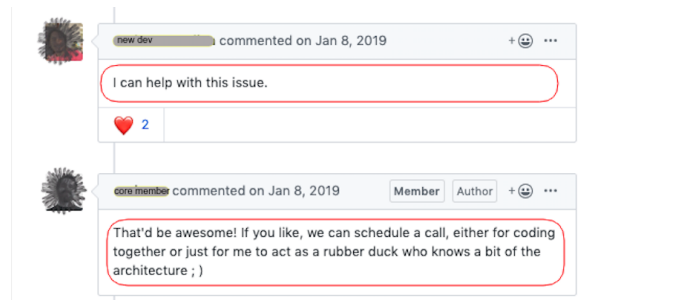 new dev commented on Jan 8, 2019
I can help with this issue.
2
core member commented on Jan 8, 2019 Member Author
That'd be awesome! If you like, we can schedule a call, either for coding
together or just for me to act as a rubber duck who knows a bit of the
architecture ; )